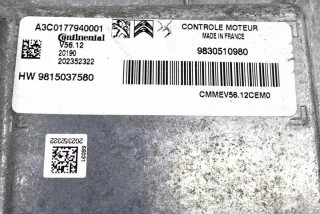 A3C0177940001
Continental
V56.12
20190
202352322
HW 9815037580
CONTROLE MOTEUR
MADE IN FRANCE
9830510980
CMMEV56.12CEM0
202352322